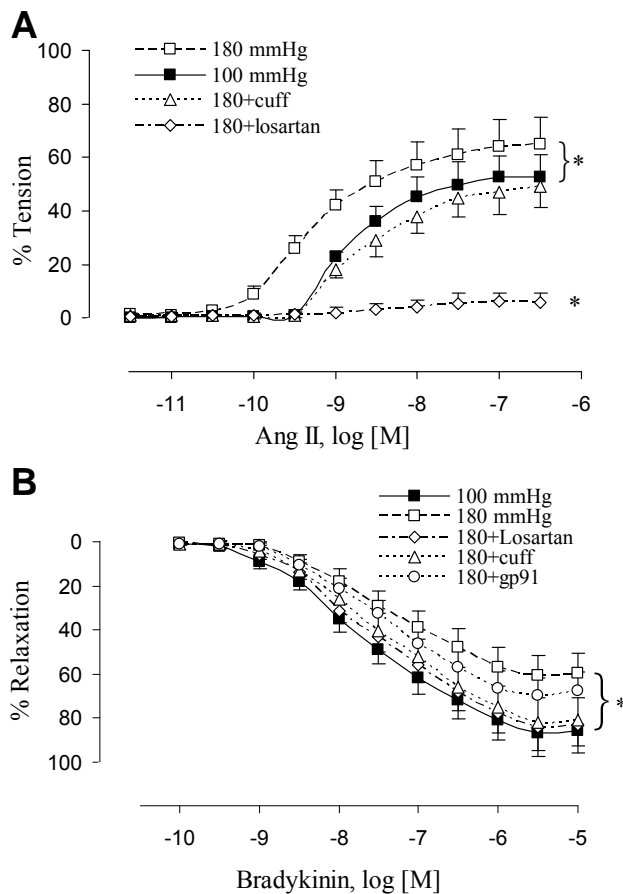 A
180 mmHg
100 mmHg
180+cuff
180+losartan
100
80
60
40
20
0
% Tension
*
*
-11 -10 -9 -8 -7 -6
Ang II, log [M]
B
100 mmHg
180 mmHg
180+Losartan
180+cuff
180+gp91
0
20
40
60
80
100
% Relaxation
*
-10 -9 -8 -7 -6 -5
Bradykinin, log [M]